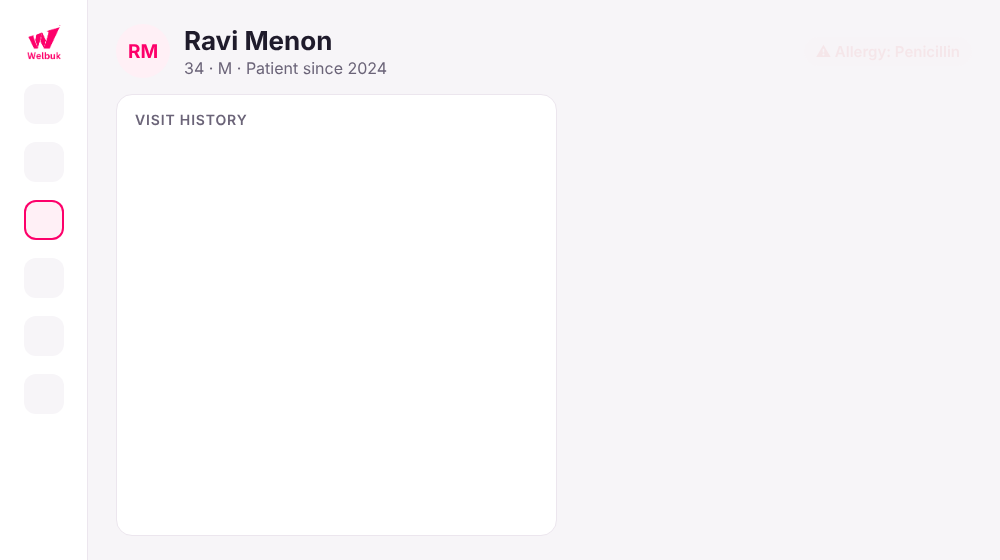 Welbuk
RM
Ravi Menon
34 · M · Patient since 2024
⚠ Allergy: Penicillin
VISIT HISTORY